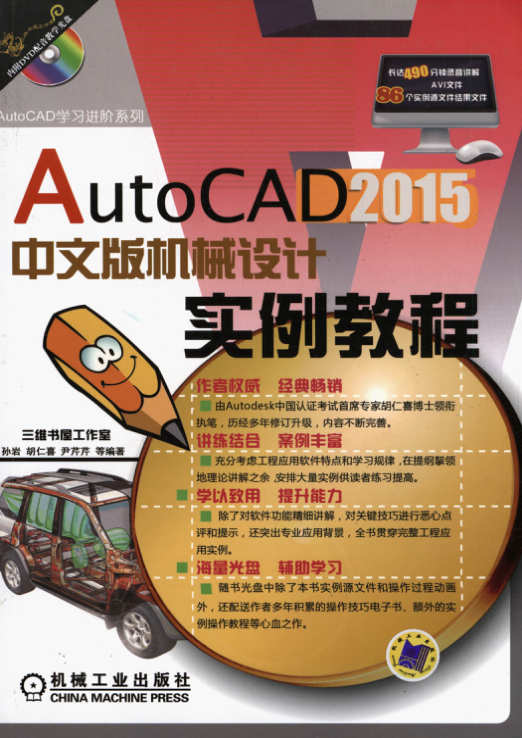 内附DVD配音教学光盘
AutoCAD学习进阶系列
长达490分钟录音讲解
AVI文件
86个实例源文件结果文件
AutoCAD 2015
中文版机械设计
实例教程
三维书屋工作室
孙岩 胡仁喜 尹芹芹 等编著
作者权威 经典畅销
由Autodesk中国认证考试首席专家胡仁喜博士领衔
执笔，历经多年修订升级，内容不断完善。
讲练结合 案例丰富
充分考虑工程应用软件特点和学习规律,在提纲挈领
地理论讲解之余,安排大量实例供读者练习提高。
学以致用 提升能力
除了对软件功能精细讲解，对关键技巧进行悉心点
评和提示，还突出专业应用背景，全书贯穿完整工程应
用实例。
海量光盘 辅助学习
随书光盘中除了本书实例源文件和操作过程动画
外，还配送作者多年积累的操作技巧电子书、额外的实
例操作教程等心血之作。
机械工业出版社
CHINA MACHINE PRESS